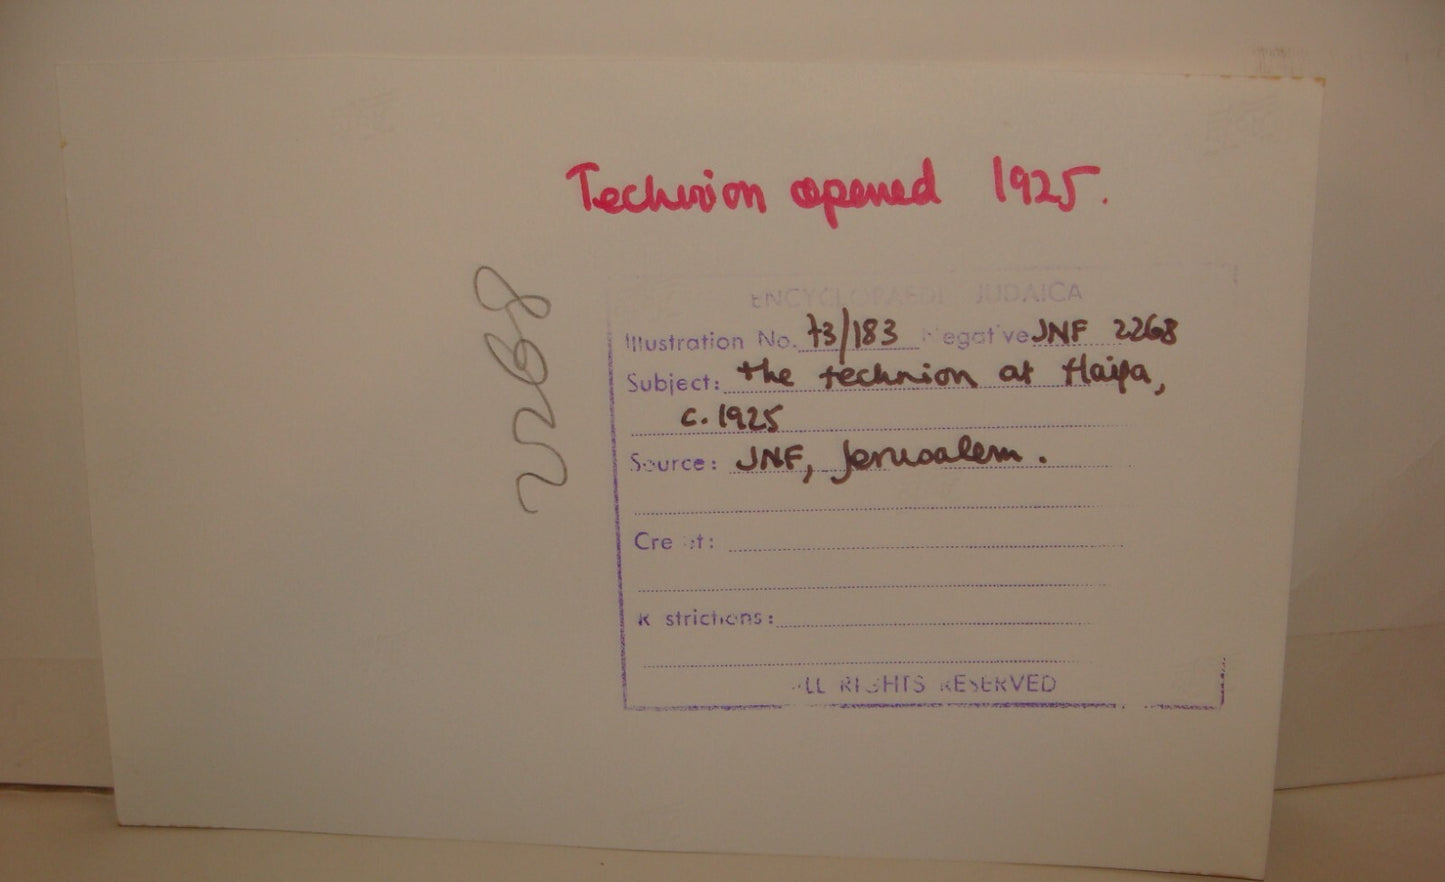 Technion opened 1925.
2268
ENCYCLOPAEDI JUDAICA
Illustration No. 73/183 Negative JNF 2268
Subject: the technion at Haifa,
c. 1925
Source: JNF, Jerusalem.
Credit:
Restrictions:
ALL RIGHTS RESERVED